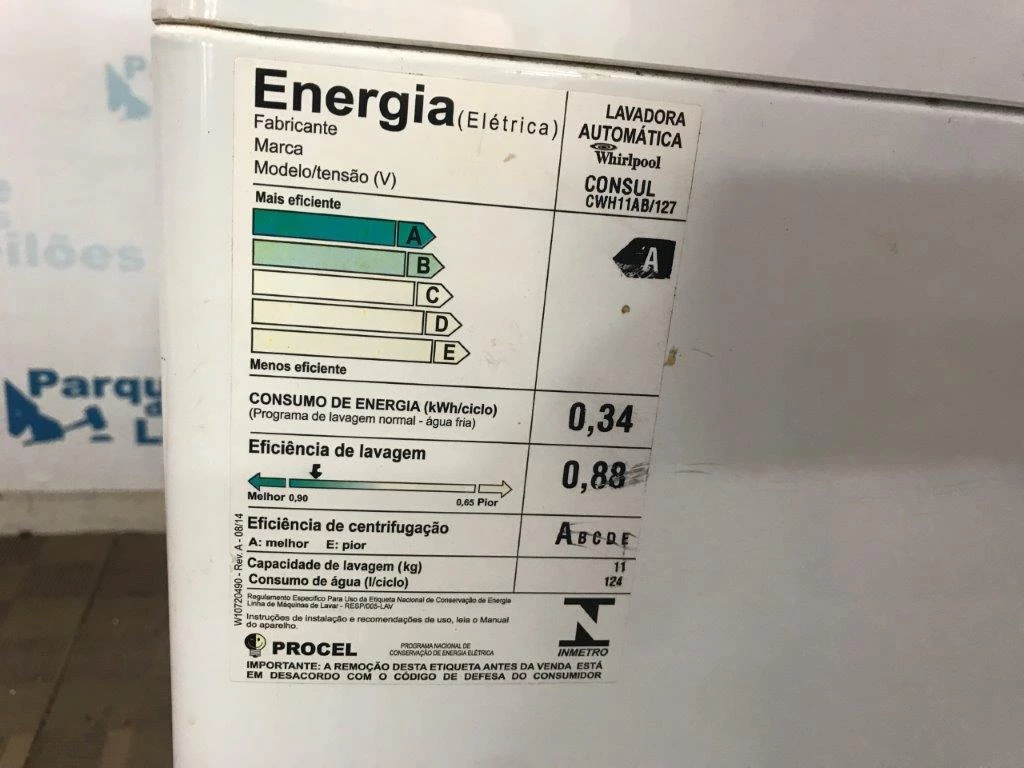 Energia (Elétrica)
Fabricante
Marca
Modelo/tensão (V)
LAVADORA
AUTOMÁTICA
Whirlpool
CONSUL
CWH11AB/127
Mais eficiente
A
B
C
D
E
Menos eficiente
A
CONSUMO DE ENERGIA (kWh/ciclo)
(Programa de lavagem normal - água fria)
0,34
Eficiência de lavagem
Melhor 0,90
0,65 Pior
0,88
Eficiência de centrifugação
A: melhor E: pior
A B C D E
Capacidade de lavagem (kg)
11
Consumo de água (l/ciclo)
124
Regulamento Específico Para Uso da Etiqueta Nacional de Conservação de Energia
Linha de Máquinas de Lavar - RESP/005-LAV
Instruções de instalação e recomendações de uso, leia o Manual
do aparelho.
PROCEL
PROGRAMA NACIONAL DE
CONSERVAÇÃO DE ENERGIA ELÉTRICA
INMETRO
IMPORTANTE: A REMOÇÃO DESTA ETIQUETA ANTES DA VENDA ESTÁ
EM DESACORDO COM O CÓDIGO DE DEFESA DO CONSUMIDOR
W10720490 - Rev. A - 08/14
P
ilões
Parqu
d
L